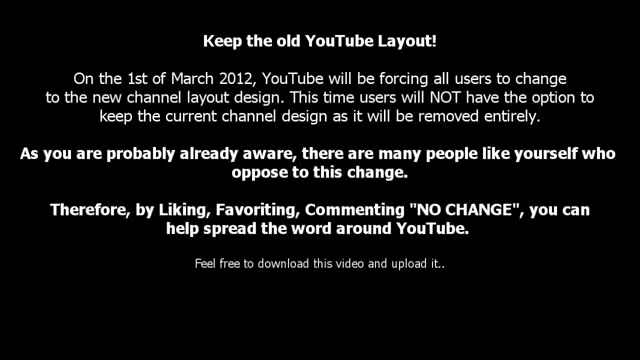 Keep the old YouTube Layout!
On the 1st of March 2012, YouTube will be forcing all users to change
to the new channel layout design. This time users will NOT have the option to
keep the current channel design as it will be removed entirely.
As you are probably already aware, there are many people like yourself who
oppose to this change.
Therefore, by Liking, Favoriting, Commenting "NO CHANGE", you can
help spread the word around YouTube.
Feel free to download this video and upload it..